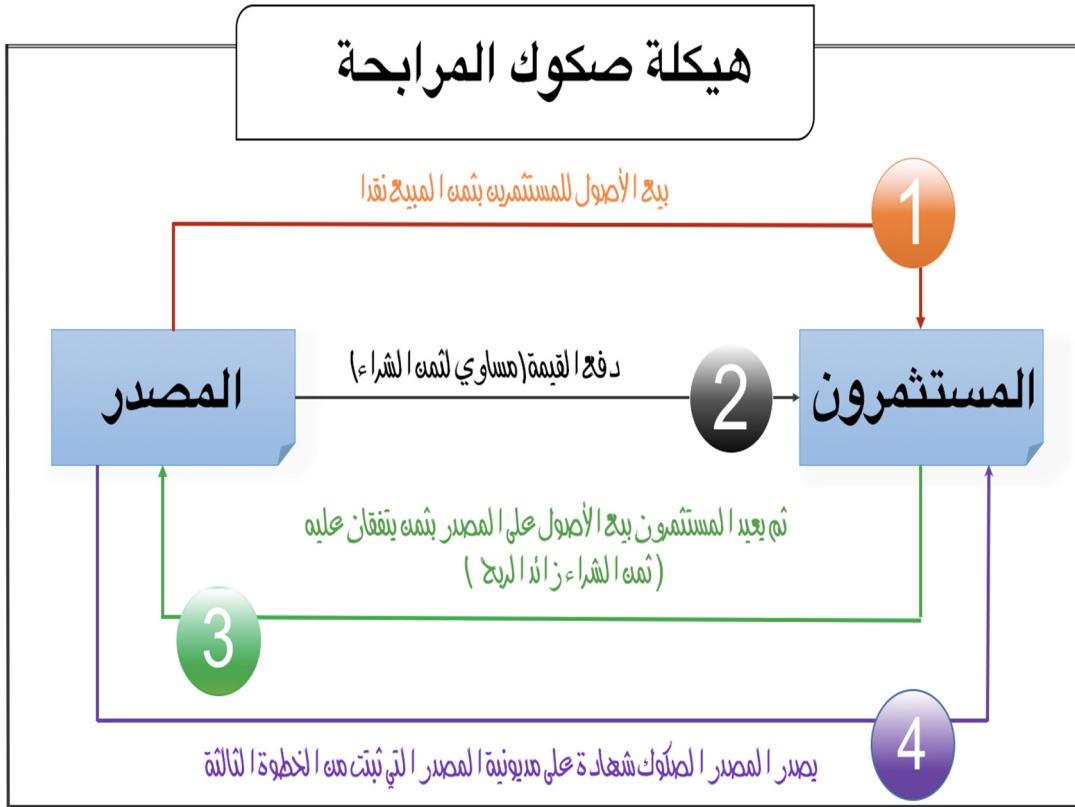 هيكلة صكوك المرابحة
بيع الأصول للمستثمرين بثمن المبيع نقدا
1
دفع القيمة(مساوي لثمن الشراء)
2
المصدر
المستثمرون
ثم يعيد المستثمرون بيع الأصول على المصدر بثمن يتفقان عليه
(ثمن الشراء زائد الربح )
3
4
يصدر المصدر الصكوك شهادة على مديونية المصدر التي ثبتت من الخطوة الثالثة